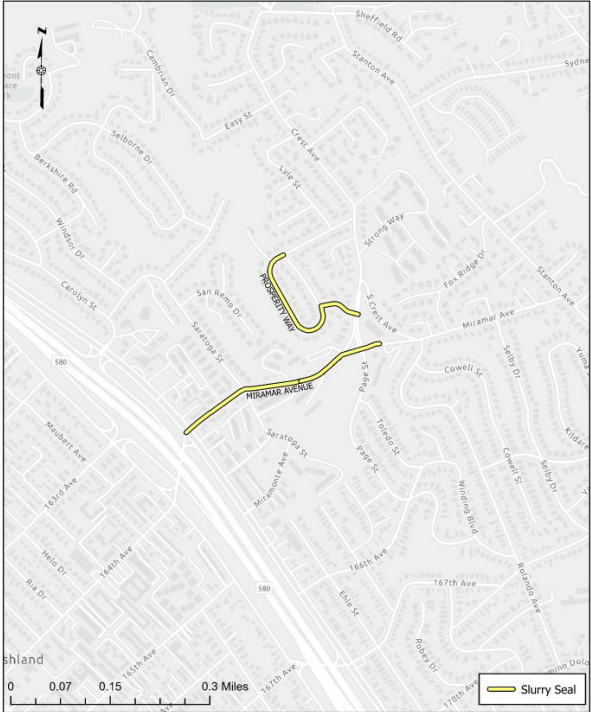 N
Sheffield Rd
Stanton Ave
Cambrian Dr
Easy St
Crest Ave
Selborne Dr
Lyle St
Berkshire Rd
Strong Way
Windsor Dr
Fox Ridge Dr
Stanton Ave
Carolyn St
San Remo Dr
PROSPERITY WAY
S Crest Ave
Miramar Ave
Saratoga St
580
Page St
Selby Dr
Cowell St
MIRAMAR AVENUE
Maubert Ave
Saratoga St
Toledo St
Page St
163rd Ave
Miramonte Ave
Cowell St
Selby Dr
Winding Blvd
164th Ave
Helo Dr
166th Ave
Rolando Ave
167th Ave
Ria Dr
580
Ehle St
Robey Dr
shland
165th Ave
167th Ave
170th Ave
0 0.07 0.15 0.3 Miles
Slurry Seal